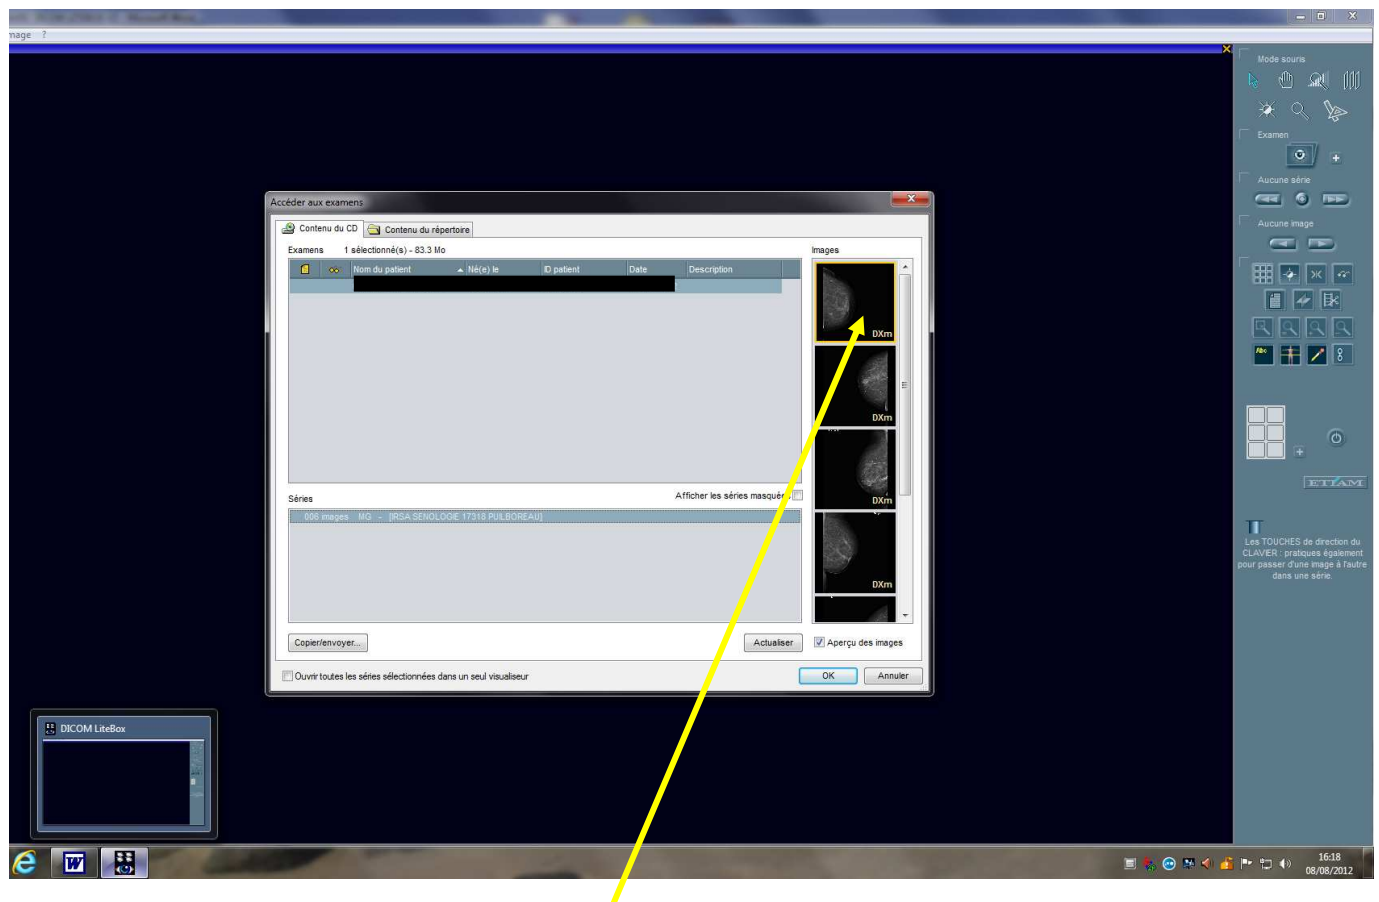 mage ?
Mode souris
Examen
Aucune série
Aucune image
Abc
ETIAM
Les TOUCHES de direction du
CLAVIER : pratiques également
pour passer d'une image à l'autre
dans une série.
Accéder aux examens
Contenu du CD
Contenu du répertoire
Examens 1 sélectionné(s) - 83.3 Mo
Images
Nom du patient Né(e) le ID patient Date Description
DXm
DXm
DXm
DXm
Séries
Afficher les séries masquées
006 images MG - [IRSA SENOLOGIE 17318 PUILBOREAU]
Copier/envoyer...
Actualiser
Aperçu des images
Ouvrir toutes les séries sélectionnées dans un seul visualiseur
OK
Annuler
DICOM LiteBox
16:18
08/08/2012